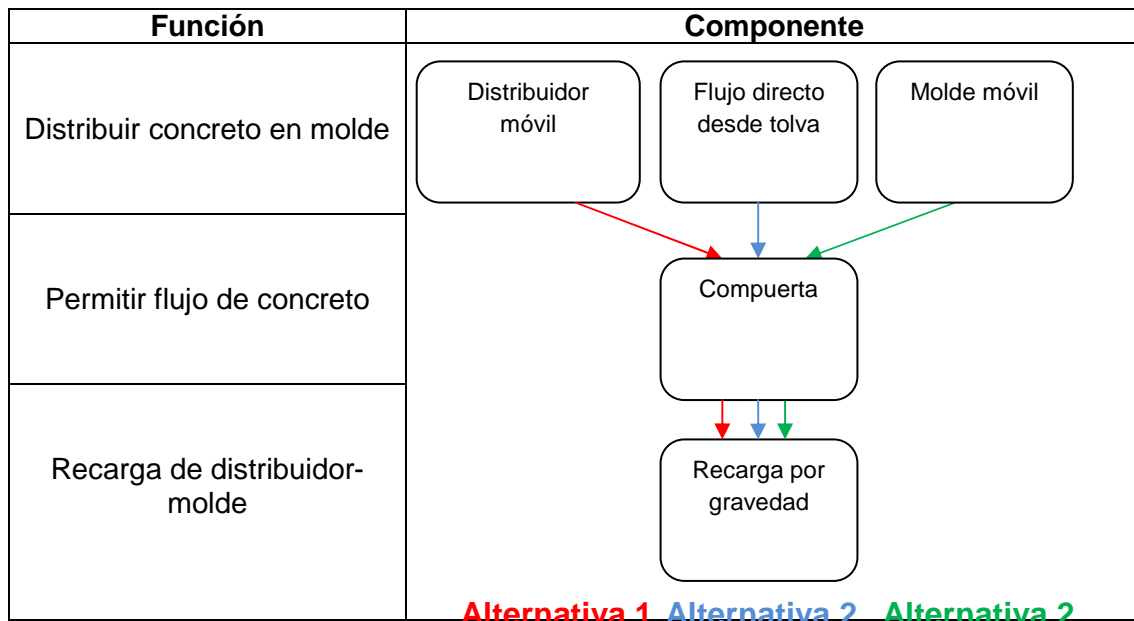 Función
Componente
Distribuir concreto en molde
Distribuidor
móvil
Flujo directo
desde tolva
Molde móvil
Permitir flujo de concreto
Compuerta
Recarga de distribuidor-
molde
Recarga por
gravedad
Alternativa 1 Alternativa 2 Alternativa 2